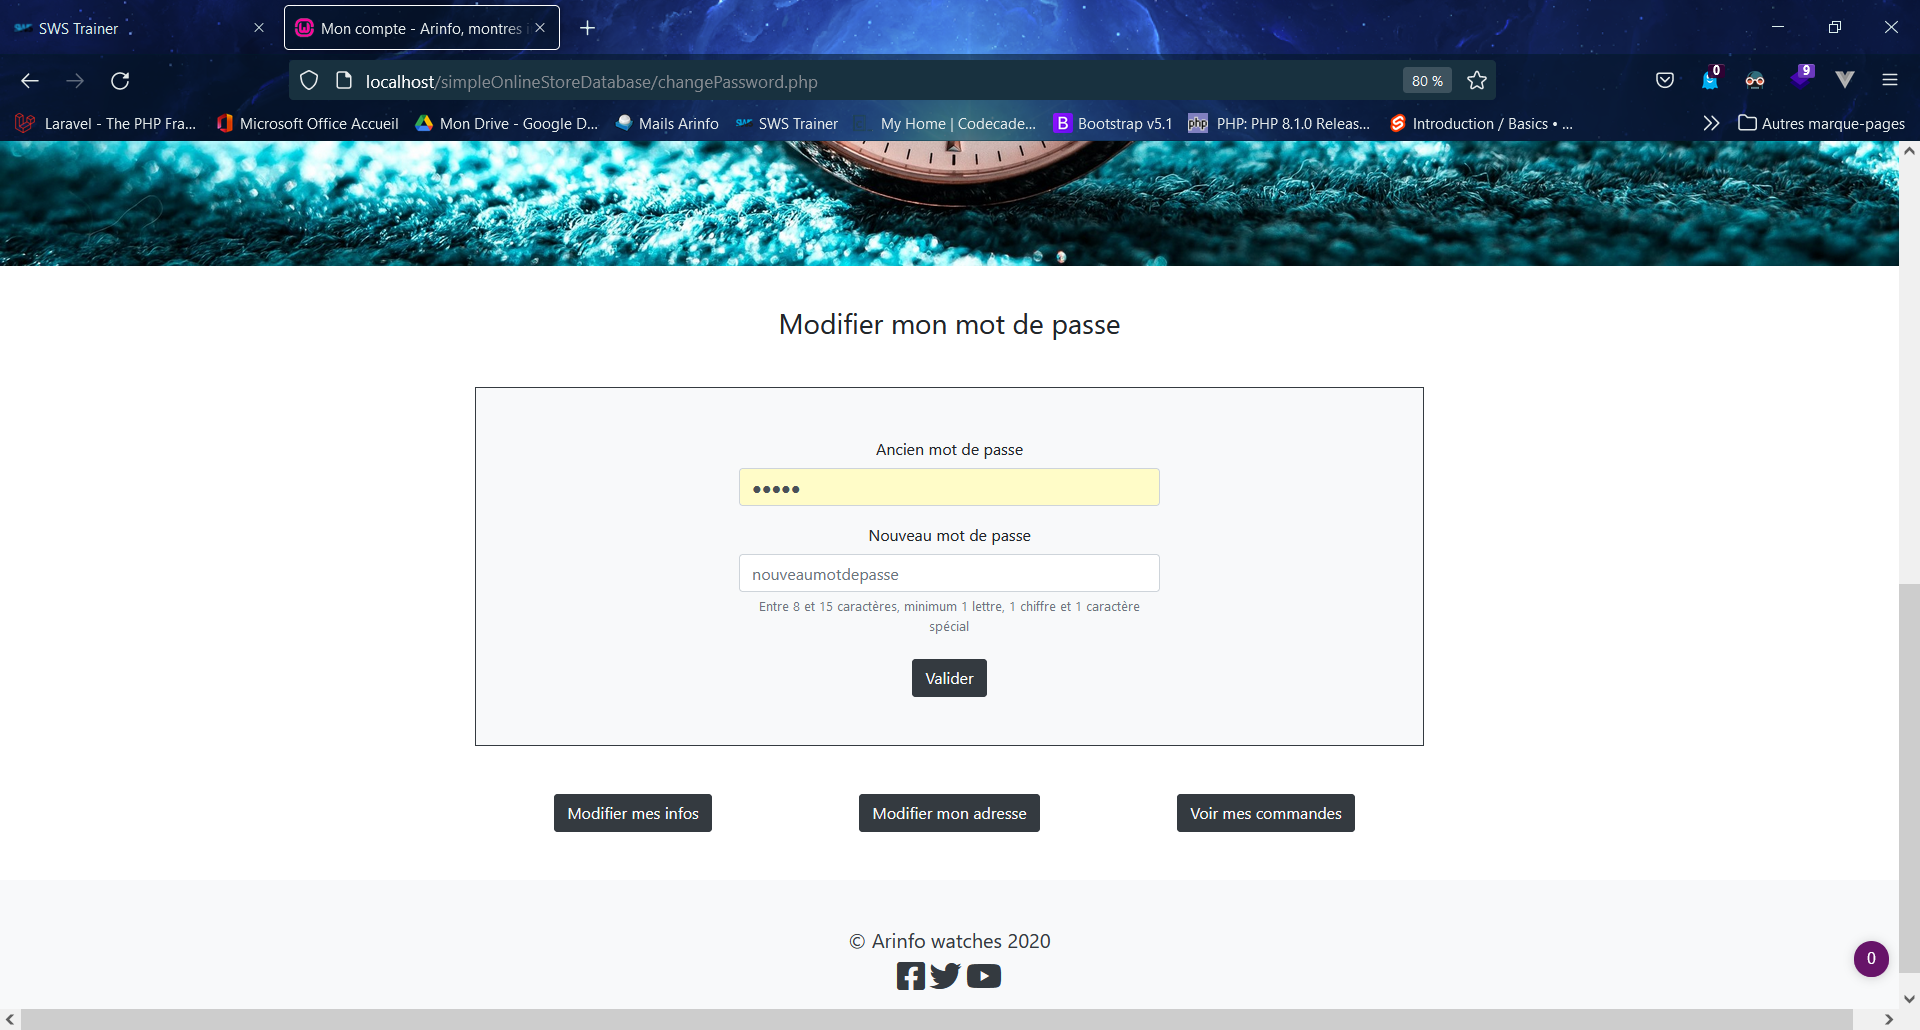 SWS Trainer
Mon compte - Arinfo, montres
localhost/simpleOnlineStoreDatabase/changePassword.php
80 %
0
9
Laravel - The PHP Fra...
Microsoft Office Accueil
Mon Drive - Google D...
Mails Arinfo
SWS Trainer
My Home | Codecade...
B Bootstrap v5.1
php PHP: PHP 8.1.0 Releas...
Introduction / Basics • ...
Autres marque-pages
Modifier mon mot de passe
Ancien mot de passe
•••••
Nouveau mot de passe
nouveaumotdepasse
Entre 8 et 15 caractères, minimum 1 lettre, 1 chiffre et 1 caractère
spécial
Valider
Modifier mes infos
Modifier mon adresse
Voir mes commandes
© Arinfo watches 2020
0